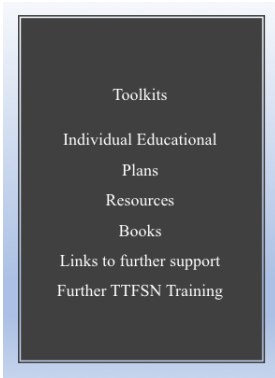 Toolkits
Individual Educational
Plans
Resources
Books
Links to further support
Further TTFSN Training